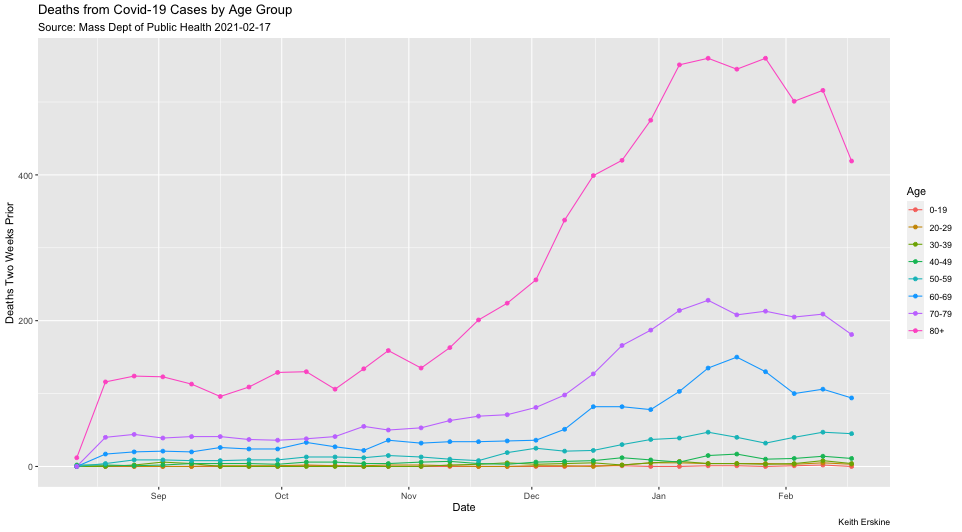 Deaths from Covid-19 Cases by Age Group
Source: Mass Dept of Public Health 2021-02-17
Deaths Two Weeks Prior
400
200
0
Sep Oct Nov Dec Jan Feb
Date
Age
0-19
20-29
30-39
40-49
50-59
60-69
70-79
80+
Keith Erskine